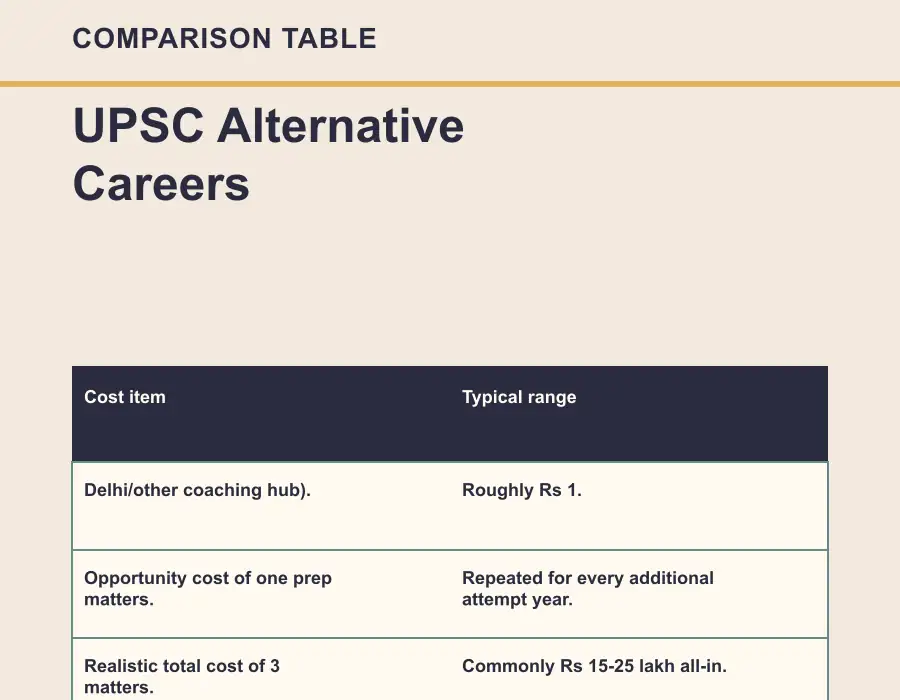 COMPARISON TABLE
UPSC Alternative
Careers
Cost item
Typical range
Delhi/other coaching hub).
Roughly Rs 1.
Opportunity cost of one prep
matters.
Repeated for every additional
attempt year.
Realistic total cost of 3
matters.
Commonly Rs 15-25 lakh all-in.